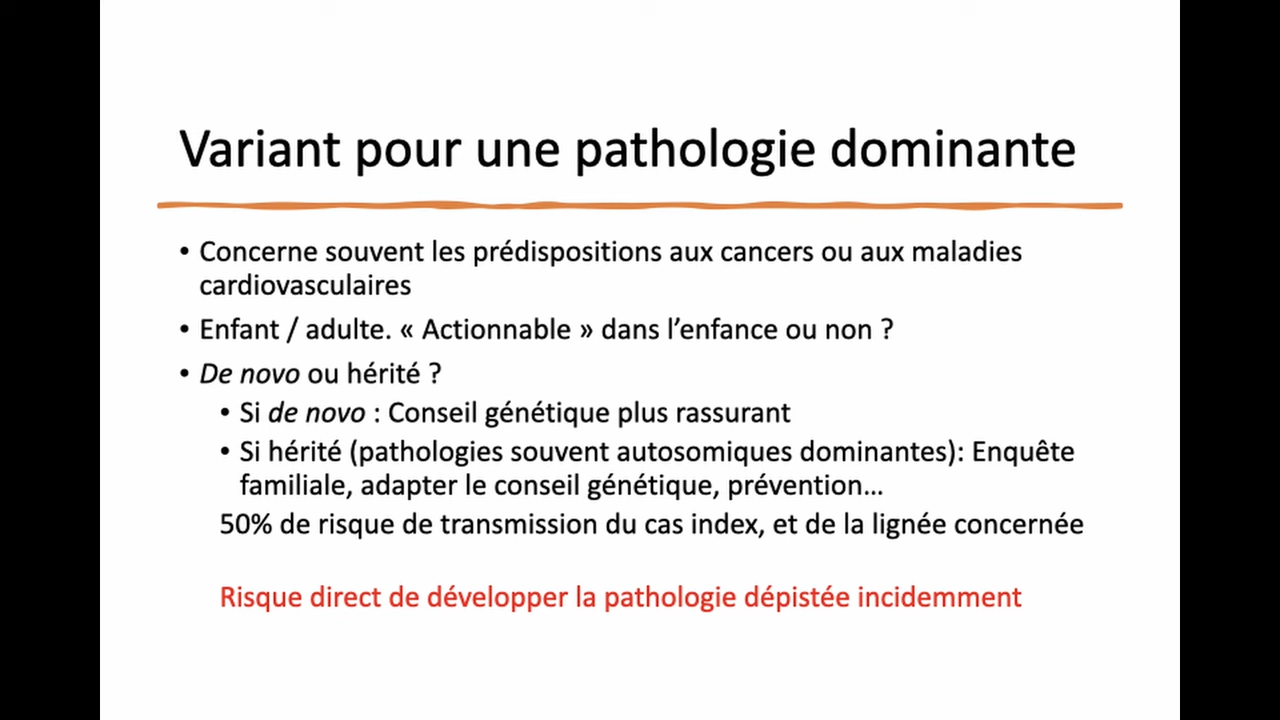 Variant pour une pathologie dominante
• Concerne souvent les prédispositions aux cancers ou aux maladies
cardiovasculaires
• Enfant / adulte. « Actionnable » dans l’enfance ou non ?
• De novo ou hérité ?
• Si de novo : Conseil génétique plus rassurant
• Si hérité (pathologies souvent autosomiques dominantes): Enquête
familiale, adapter le conseil génétique, prévention…
50% de risque de transmission du cas index, et de la lignée concernée
Risque direct de développer la pathologie dépistée incidemment